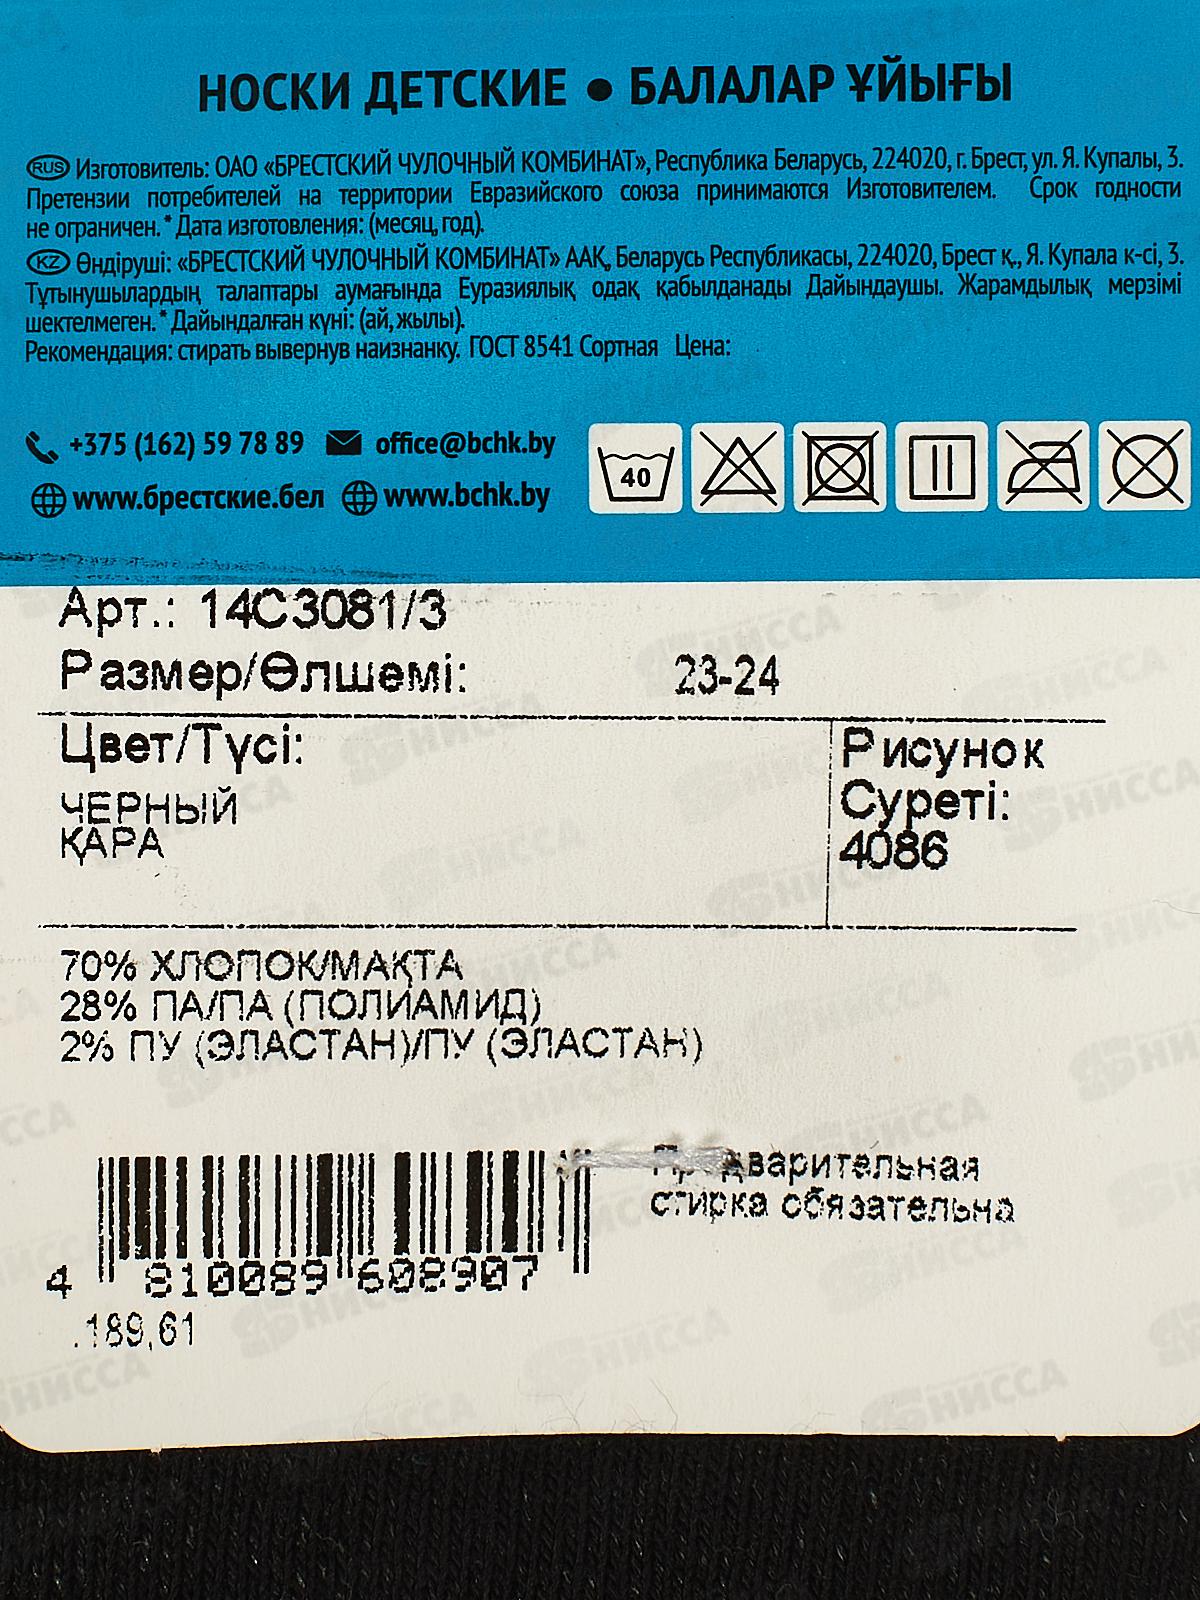 НОСКИ ДЕТСКИЕ ● БАЛАЛАР ҰЙЫҒЫ
RUS Изготовитель: ОАО «БРЕСТСКИЙ ЧУЛОЧНЫЙ КОМБИНАТ», Республика Беларусь, 224020, г. Брест, ул. Я. Купалы, 3.
Претензии потребителей на территории Евразийского союза принимаются Изготовителем. Срок годности
не ограничен. * Дата изготовления: (месяц, год).
KZ Өндіруші: «БРЕСТСКИЙ ЧУЛОЧНЫЙ КОМБИНАТ» ААҚ, Беларусь Республикасы, 224020, Брест қ., Я. Купала к-сі, 3.
Тұтынушылардың талаптары аумағында Еуразиялық одақ қабылданады Дайындаушы. Жарамдылық мерзімі
шектелмеген. * Дайындалған күні: (ай, жылы).
Рекомендация: стирать вывернув наизнанку. ГОСТ 8541 Сортная Цена:
+375 (162) 59 78 89 office@bchk.by
www.брестские.бел www.bchk.by
40
Арт.: 14С3081/3
Размер/Өлшемі: 23-24
Цвет/Түсі:
ЧЕРНЫЙ
ҚАРА
Рисунок
Суреті:
4086
70% ХЛОПОК/МАҚТА
28% ПА/ПА (ПОЛИАМИД)
2% ПУ (ЭЛАСТАН)/ПУ (ЭЛАСТАН)
Предварительная
стирка обязательна
4 810089 608907
.189,61
БНИССА